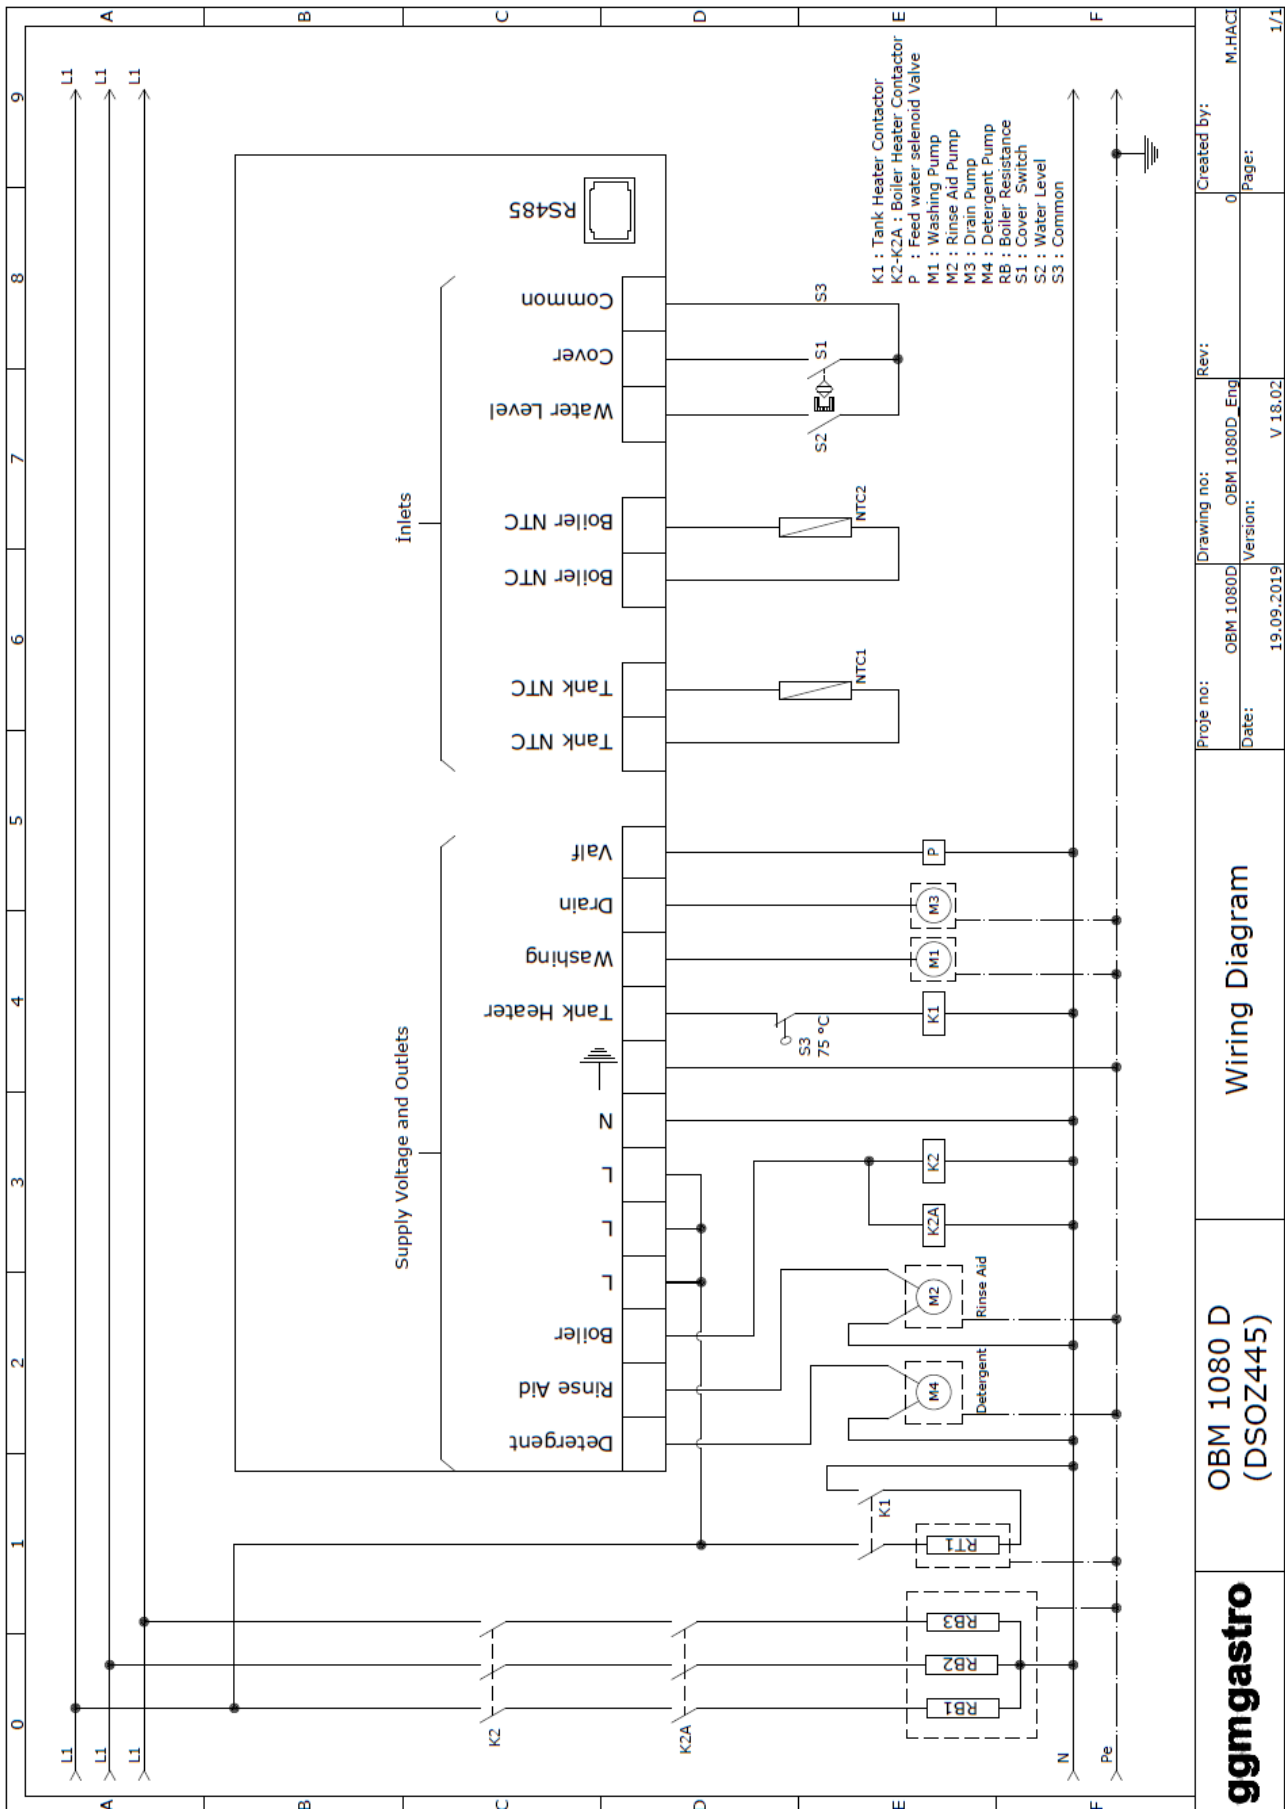 0 1 2 3 4 5 6 7 8 9
A
B
C
D
E
F
A
B
C
D
E
F
L1
L1
L1
L1
L1
L1
Supply Voltage and Outlets
İnlets
Detergent
Rinse Aid
Boiler
L
L
L
N
Tank Heater
Washing
Drain
Valf
Tank NTC
Tank NTC
Boiler NTC
Boiler NTC
Water Level
Cover
Common
RS485
K2
K2A
RB1
RB2
RB3
RT1
K1
M4
Detergent
M2
Rinse Aid
K2A
K2
S3
75 °C
K1
M1
M3
P
NTC1
NTC2
S2
S1
S3
K1 : Tank Heater Contactor
K2-K2A : Boiler Heater Contactor
P : Feed water selenoid Valve
M1 : Washing Pump
M2 : Rinse Aid Pump
M3 : Drain Pump
M4 : Detergent Pump
RB : Boiler Resistance
S1 : Cover Switch
S2 : Water Level
S3 : Common
N
Pe
ggmgastro
OBM 1080 D
(DSOZ445)
Wiring Diagram
Proje no: OBM 1080D
Drawing no: OBM 1080D_Eng
Rev: 0
Created by: M.HACI
Date: 19.09.2019
Version: V 18.02
Page: 1/1